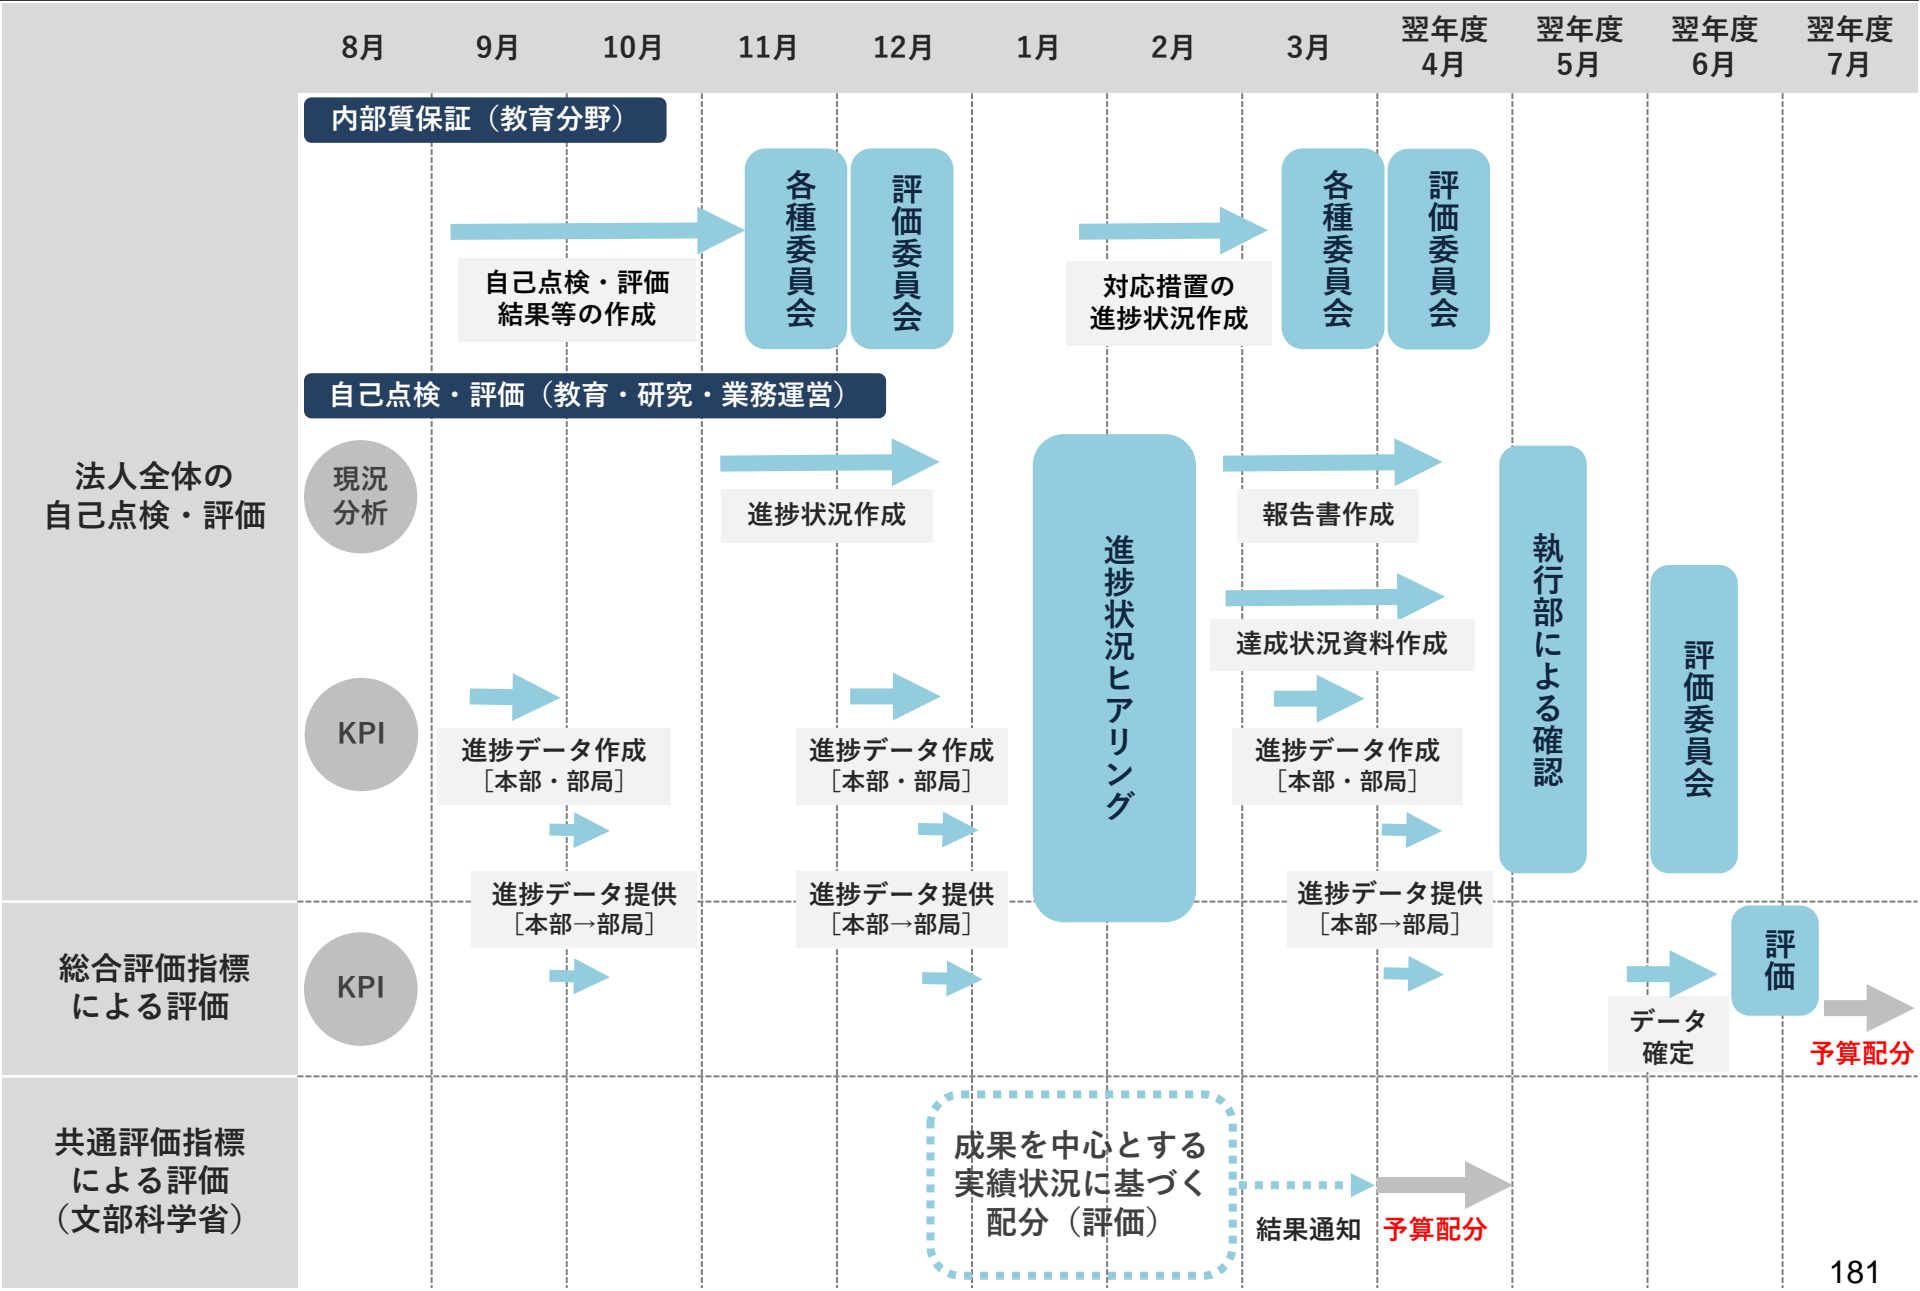 8月
9月
10月
11月
12月
1月
2月
3月
翌年度
4月
翌年度
5月
翌年度
6月
翌年度
7月
法人全体の
自己点検・評価
内部質保証（教育分野）
自己点検・評価
結果等の作成
各種委員会
評価委員会
対応措置の
進捗状況作成
各種委員会
評価委員会
自己点検・評価（教育・研究・業務運営）
現況
分析
進捗状況作成
進捗状況ヒアリング
報告書作成
達成状況資料作成
執行部による確認
評価委員会
KPI
進捗データ作成
［本部・部局］
進捗データ作成
［本部・部局］
進捗データ作成
［本部・部局］
進捗データ提供
［本部→部局］
進捗データ提供
［本部→部局］
進捗データ提供
［本部→部局］
総合評価指標
による評価
KPI
データ
確定
評価
予算配分
共通評価指標
による評価
（文部科学省）
成果を中心とする
実績状況に基づく
配分（評価）
結果通知
予算配分
181